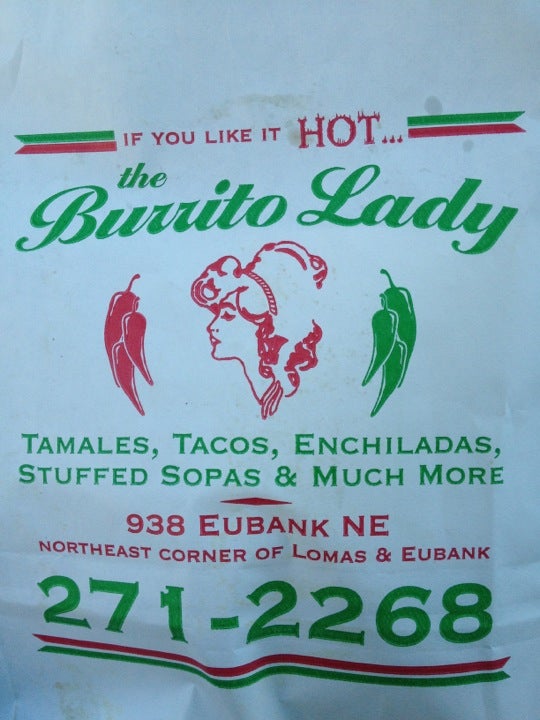 IF YOU LIKE IT HOT...
the
Burrito Lady
TAMALES, TACOS, ENCHILADAS,
STUFFED SOPAS & MUCH MORE
938 EUBANK NE
NORTHEAST CORNER OF LOMAS & EUBANK
271-2268